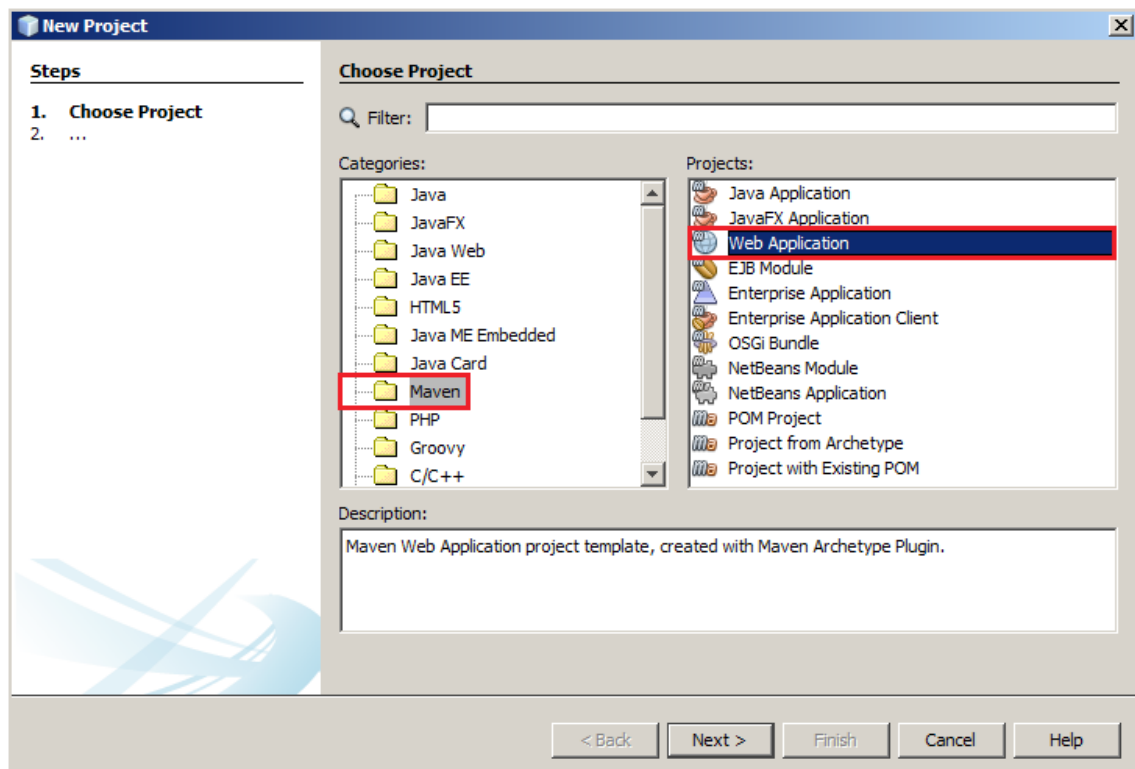 New Project
Steps
1. Choose Project
2. ...
Choose Project
Filter:
Categories:
Java
JavaFX
Java Web
Java EE
HTML5
Java ME Embedded
Java Card
Maven
PHP
Groovy
C/C++
Projects:
Java Application
JavaFX Application
Web Application
EJB Module
Enterprise Application
Enterprise Application Client
OSGi Bundle
NetBeans Module
NetBeans Application
POM Project
Project from Archetype
Project with Existing POM
Description:
Maven Web Application project template, created with Maven Archetype Plugin.
< Back Next > Finish Cancel Help